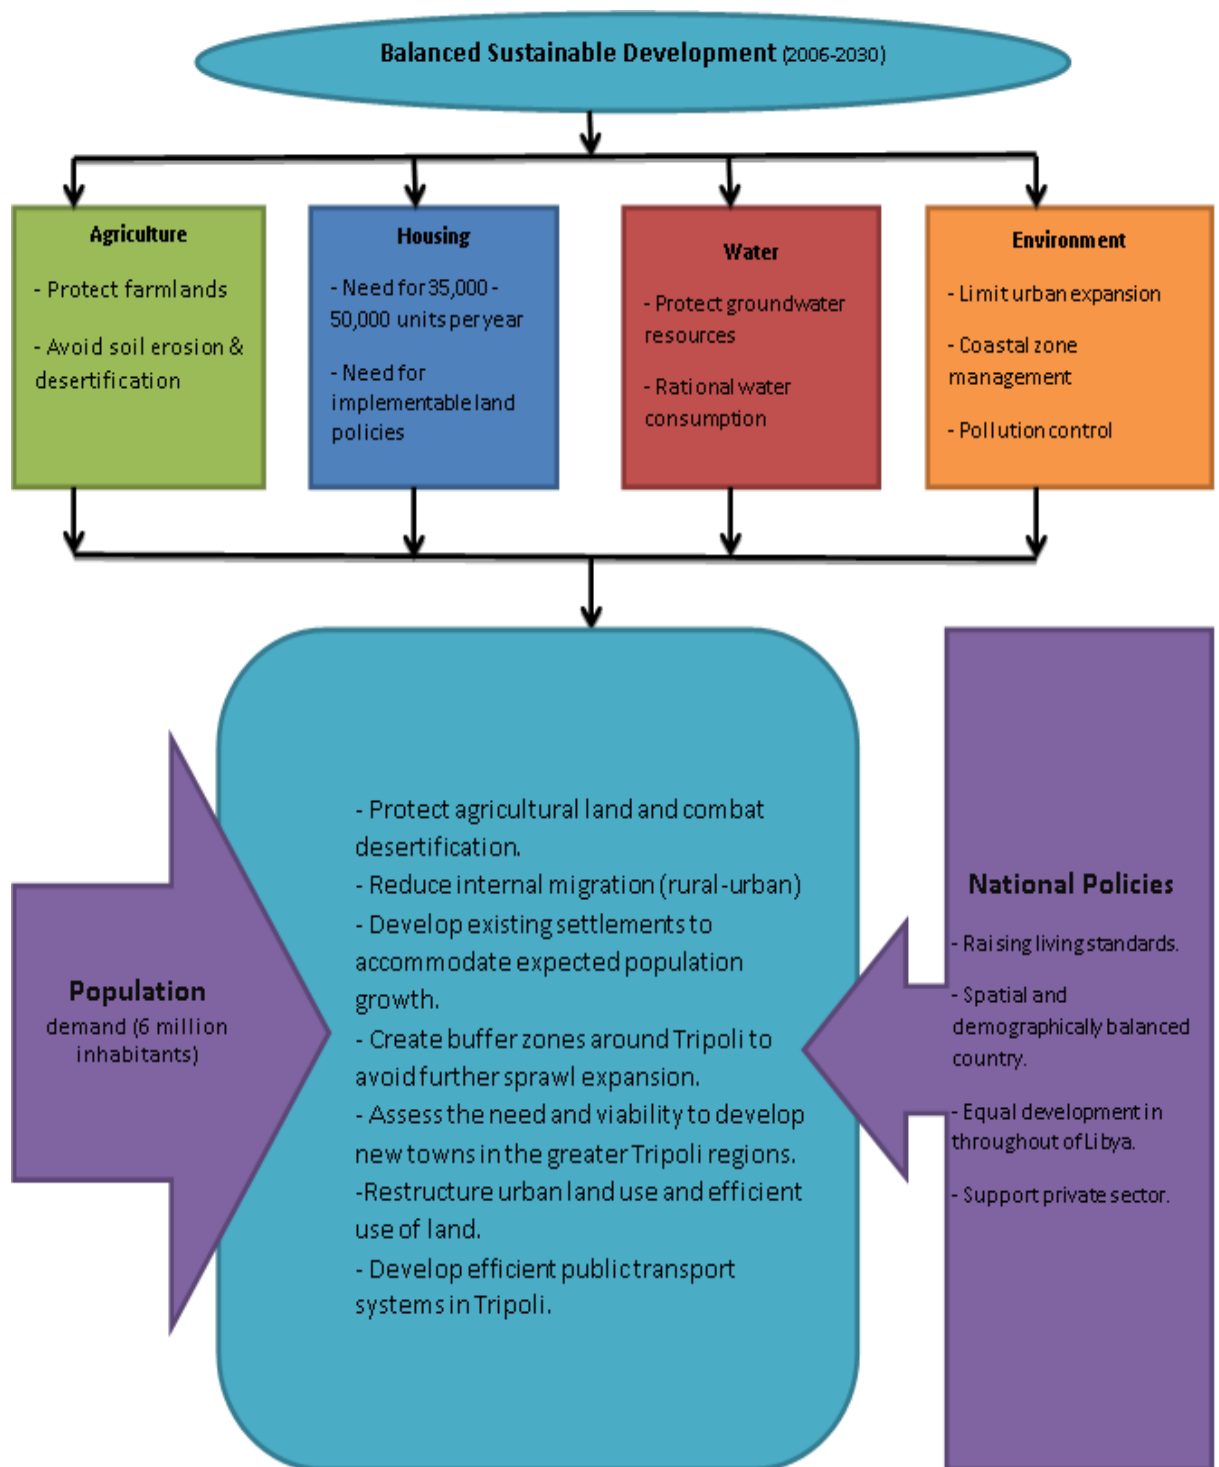 Balanced Sustainable Development (2006-2030)
Agriculture
- Protect farmlands
- Avoid soil erosion &
desertification
Housing
- Need for 35,000 -
50,000 units per year
- Need for
implementable land
policies
Water
- Protect groundwater
resources
- Rational water
consumption
Environment
- Limit urban expansion
- Coastal zone
management
- Pollution control
Population
demand (6 million
inhabitants)
- Protect agricultural land and combat
desertification.
- Reduce internal migration (rural-urban)
- Develop existing settlements to
accommodate expected population
growth.
- Create buffer zones around Tripoli to
avoid further sprawl expansion.
- Assess the need and viability to develop
new towns in the greater Tripoli regions.
-Restructure urban land use and efficient
use of land.
- Develop efficient public transport
systems in Tripoli.
National Policies
- Raising living standards.
- Spatial and
demographically balanced
country.
- Equal development in
throughout of Libya.
- Support private sector.